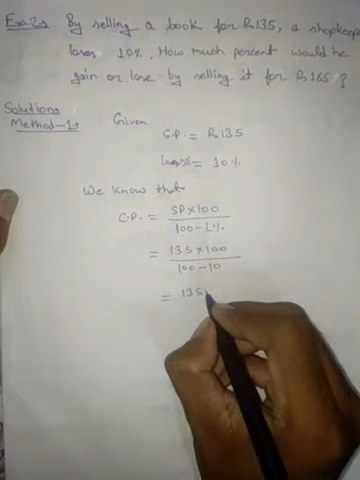 Ex-2: By selling a book for Rs135, a shopkeepe
loses 10%. How much percent would he
gain or lose by selling it for Rs165?
Solution:
Method-1: Given
S.P. = Rs135
Loss% = 10%
We know that
C.P. = SP×100
100-L%
= 135×100
100-10
= 135